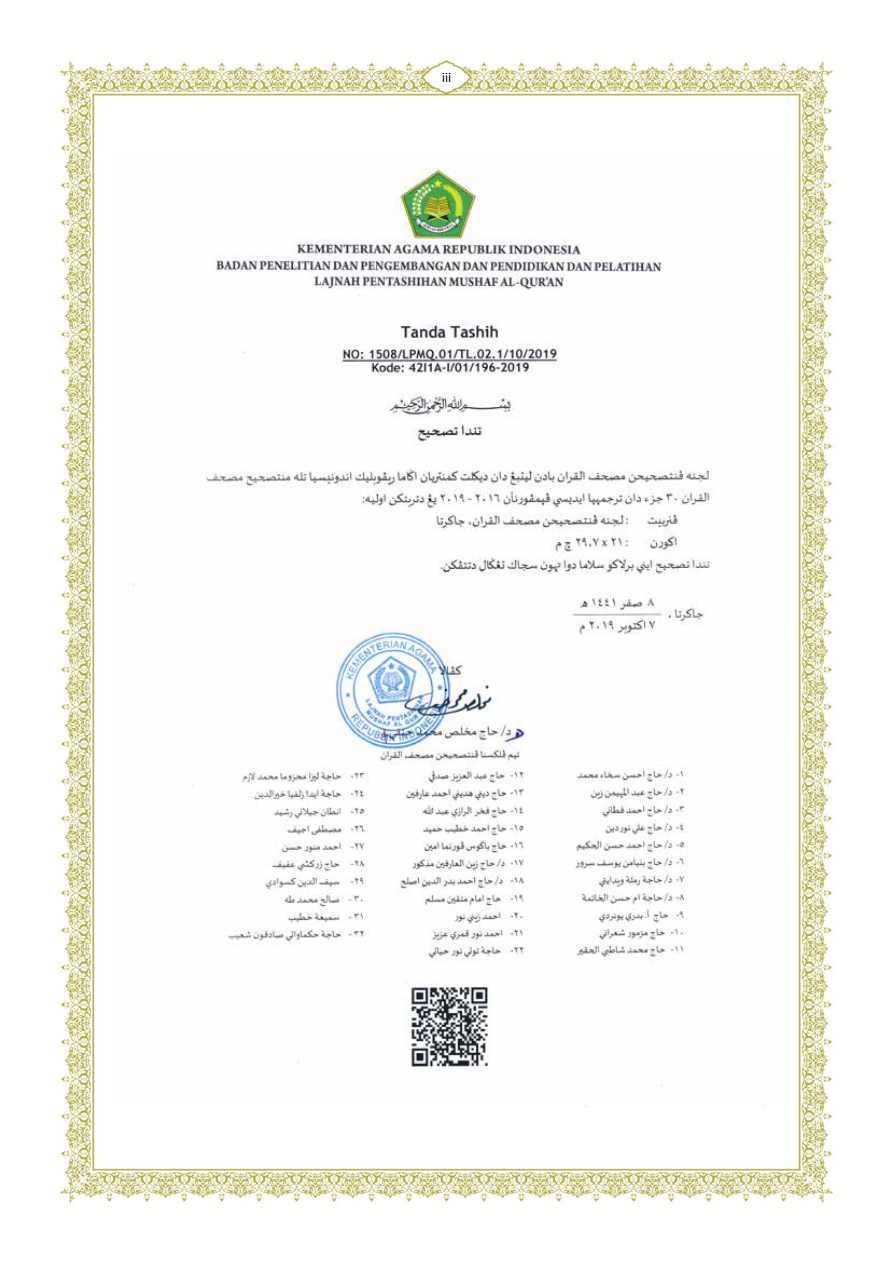 iii
KEMENTERIAN AGAMA REPUBLIK INDONESIA
BADAN PENELITIAN DAN PENGEMBANGAN DAN PENDIDIKAN DAN PELATIHAN
LAJNAH PENTASHIHAN MUSHAF AL-QUR'AN
Tanda Tashih
NO: 1508/LPMQ.01/TL.02.1/10/2019
Kode: 42I1A-I/01/196-2019
بسم الله الرحمن الرحيم
تندا تصحيح
لجنه ڤنتصحيحن مصحف القران بادن ليتبڠ دان ديكلت كمنتريان اݢاما ريڤوبليك اندونيسيا تله منتصحيح مصحف
القران ٣٠ جزء دان ترجمهڽا ايديسي ڤيمڤورنأن ٢٠١٦ - ٢٠١٩ يڠ دتربتكن اوليه:
ڤنربيت : لجنه ڤنتصحيحن مصحف القران، جاكرتا
اكورن : ٢١ x ٢٩,٧ چ م
تندا تصحيح ايني برلاكو سلاما دوا تهون سجاك تڠݢال دتتڤكن.
جاكرتا ،
٨ صفر ١٤٤١ ه
٧ اكتوبر ٢٠١٩ م
كڤالا
KEMENTERIAN AGAMA
LAJNAH PENTASHIHAN
MUSHAF AL QUR'AN
REPUBLIK INDONESIA
د/ حاج مخلص محمد حنفي
تيم ڤلكسنا ڤنتصحيحن مصحف القران
١- د/ حاج احسن سخاء محمد
٢- د/ حاج عبد المهيمن زين
٣- د/ حاج احمد فطاني
٤- د/ حاج علي نوردين
٥- د/ حاج احمد حسن الحكيم
٦- د/ حاج بنيامن يوسف سرور
٧- د/ حاجة رملة ويدايتي
٨- د/ حاجة ام حسن الخاتمة
٩- حاج أ. بدري يونردي
١٠- حاج مزمور شعراني
١١- حاج محمد شاطبي الحقير
١٢- حاج عبد العزيز صدقي
١٣- حاج ديني هديني احمد عارفين
١٤- حاج فخر الرازي عبد الله
١٥- حاج احمد خطيب حميد
١٦- حاج باكوس ڤورنما امين
١٧- د/ حاج زين العارفين مذكور
١٨- د/ حاج احمد بدر الدين اصلح
١٩- حاج امام متقين مسلم
٢٠- احمد زيني نور
٢١- احمد نور قمري عزيز
٢٢- حاجة توتي نور حياتي
٢٣- حاجة ليزا محزوما محمد لازم
٢٤- حاجة ايدا زلفيا خيرالدين
٢٥- انطان جيلاني رشيد
٢٦- مصطفى اجيف
٢٧- احمد منور حسن
٢٨- حاج زركشي عفيف
٢٩- سيف الدين كسوادي
٣٠- صالح محمد طه
٣١- سميعة خطيب
٣٢- حاجة حكماواتي صادقون شعيب